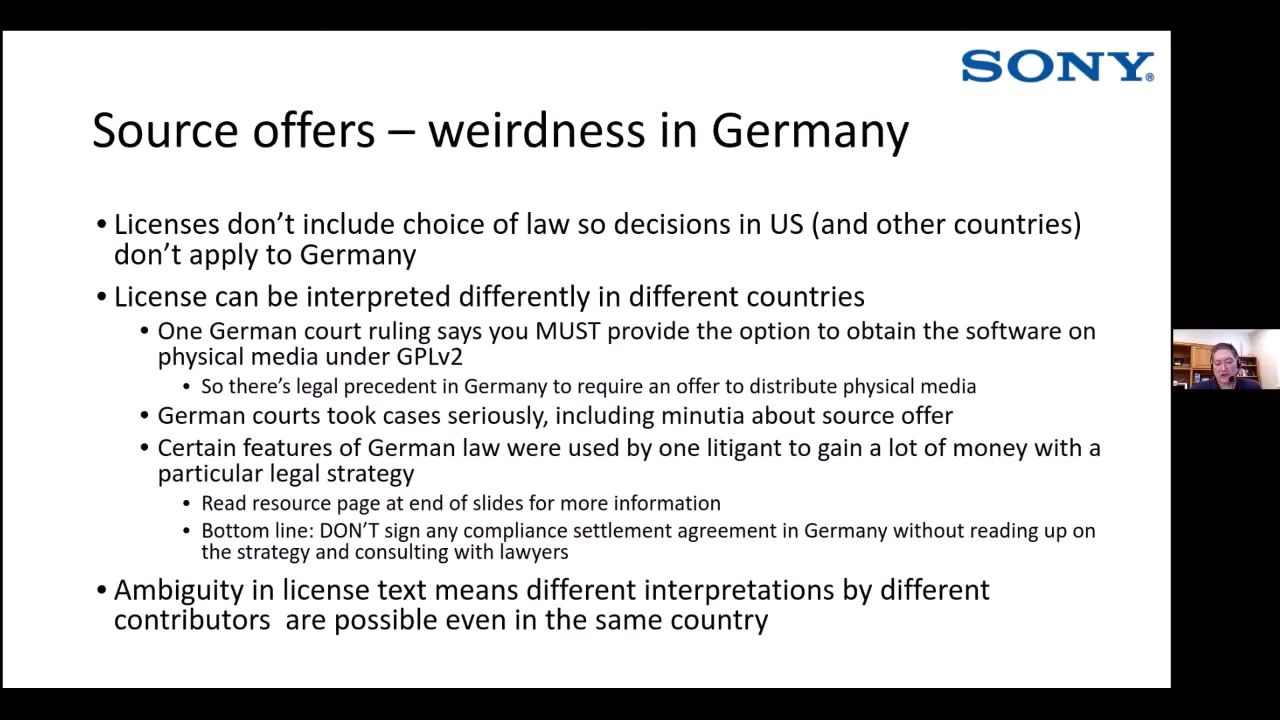 SONY®
Source offers – weirdness in Germany
• Licenses don’t include choice of law so decisions in US (and other countries)
don’t apply to Germany
• License can be interpreted differently in different countries
• One German court ruling says you MUST provide the option to obtain the software on
physical media under GPLv2
• So there’s legal precedent in Germany to require an offer to distribute physical media
• German courts took cases seriously, including minutia about source offer
• Certain features of German law were used by one litigant to gain a lot of money with a
particular legal strategy
• Read resource page at end of slides for more information
• Bottom line: DON’T sign any compliance settlement agreement in Germany without reading up on
the strategy and consulting with lawyers
• Ambiguity in license text means different interpretations by different
contributors  are possible even in the same country